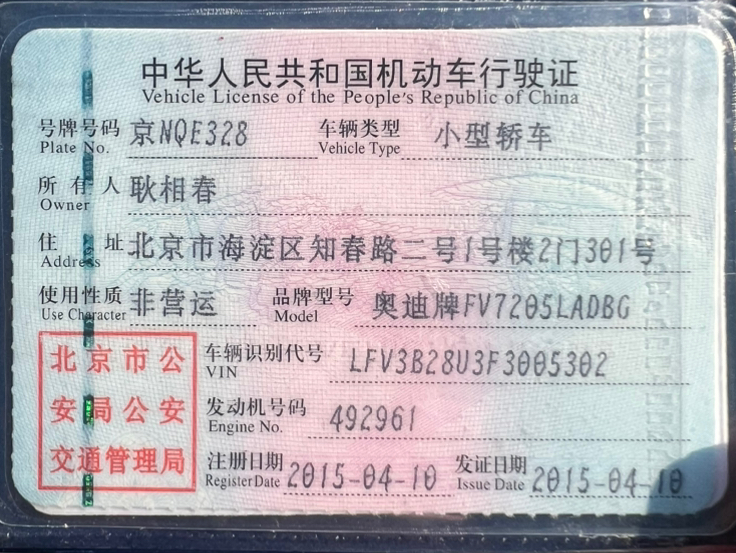 中华人民共和国机动车行驶证
Vehicle License of the People's Republic of China
号牌号码 京NQE328 车辆类型 小型轿车
Plate No. Vehicle Type
所有人 耿相春
Owner
住址 北京市海淀区知春路二号1号楼2门301号
Address
使用性质 非营运 品牌型号 奥迪牌FV7205LADBG
Use Character Model
车辆识别代号 LFV3B28U3F3005302
VIN
发动机号码 492961
Engine No.
注册日期 2015-04-10 发证日期 2015-04-10
Register Date Issue Date
北京市公
安局公安
交通管理局